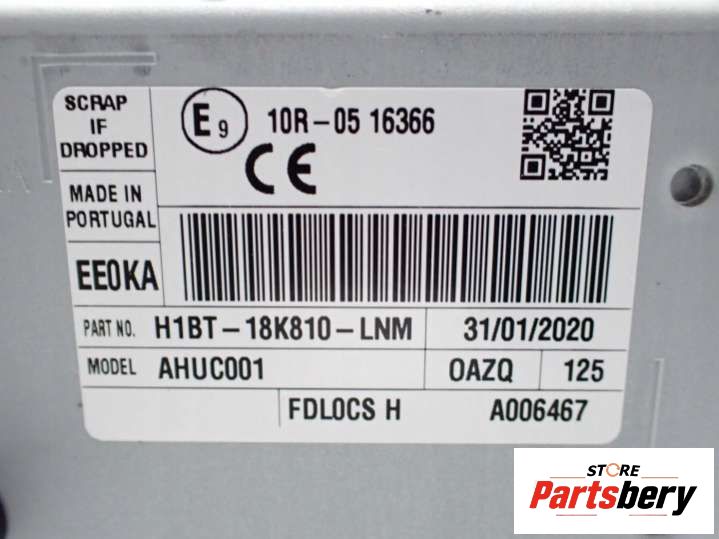 SCRAP
IF
DROPPED
E9 10R-05 16366
CE
MADE IN
PORTUGAL
EE0KA
PART NO. H1BT-18K810-LNM 31/01/2020
MODEL AHUC001 OAZQ 125
FDLOCS H A006467
STORE
Partsbery